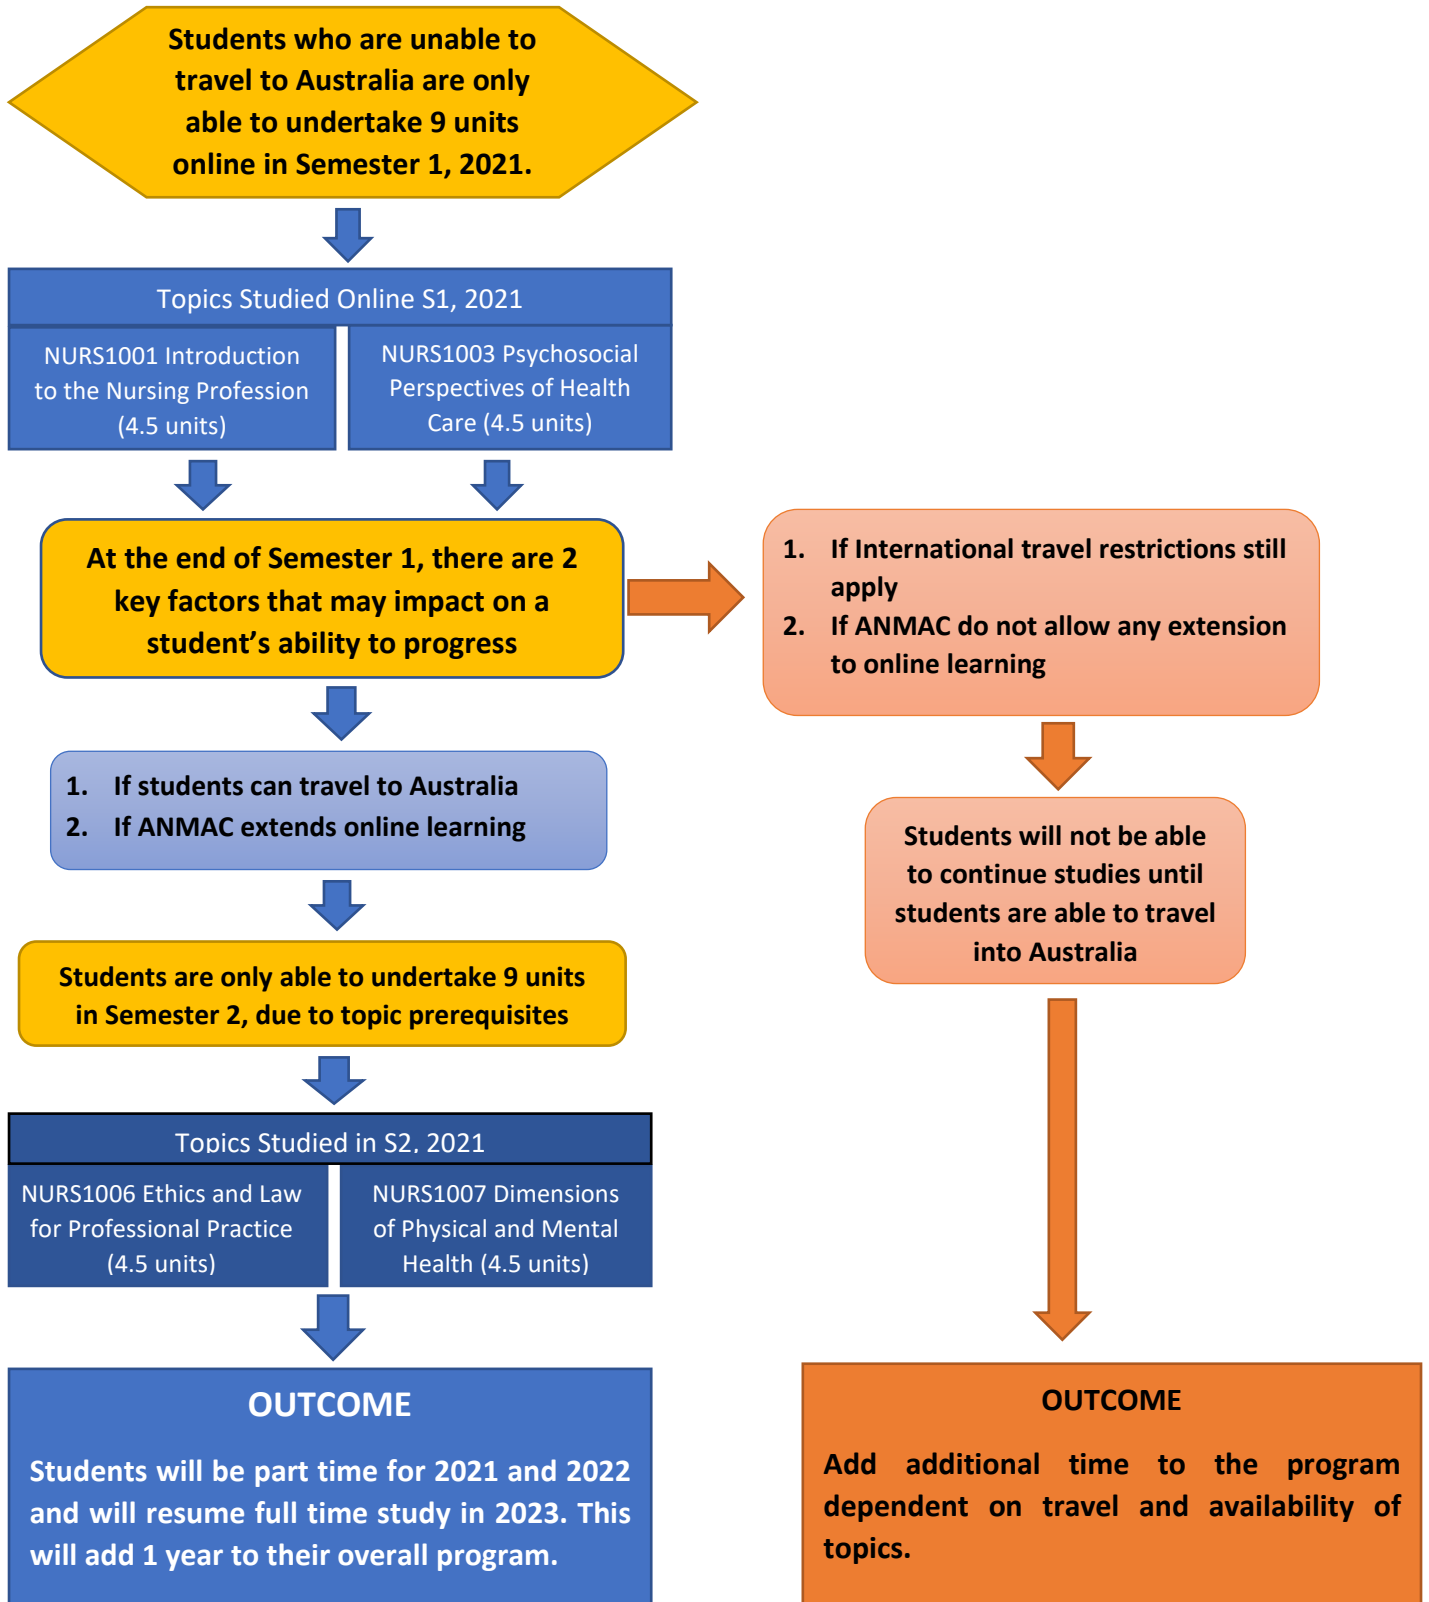 Students who are unable to
travel to Australia are only
able to undertake 9 units
online in Semester 1, 2021.
Topics Studied Online S1, 2021
NURS1001 Introduction
to the Nursing Profession
(4.5 units)
NURS1003 Psychosocial
Perspectives of Health
Care (4.5 units)
At the end of Semester 1, there are 2
key factors that may impact on a
student’s ability to progress
1. If International travel restrictions still
apply
2. If ANMAC do not allow any extension
to online learning
1. If students can travel to Australia
2. If ANMAC extends online learning
Students will not be able
to continue studies until
students are able to travel
into Australia
Students are only able to undertake 9 units
in Semester 2, due to topic prerequisites
Topics Studied in S2, 2021
NURS1006 Ethics and Law
for Professional Practice
(4.5 units)
NURS1007 Dimensions
of Physical and Mental
Health (4.5 units)
OUTCOME
Students will be part time for 2021 and 2022
and will resume full time study in 2023. This
will add 1 year to their overall program.
OUTCOME
Add additional time to the program
dependent on travel and availability of
topics.